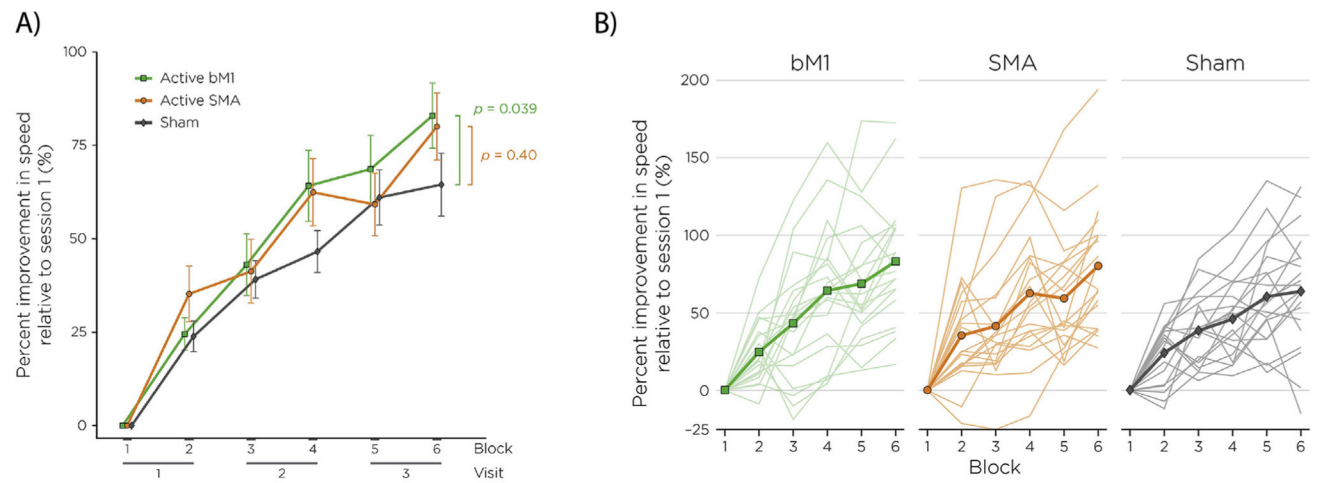 A)
Percent improvement in speed
relative to session 1 (%)
100
75
50
25
0
Active bM1
Active SMA
Sham
p = 0.039
p = 0.40
1 2 3 4 5 6 Block
1 2 3 Visit
B)
bM1 SMA Sham
Percent improvement in speed
relative to session 1 (%)
200
150
100
50
0
−25
1 2 3 4 5 6 1 2 3 4 5 6 1 2 3 4 5 6
Block